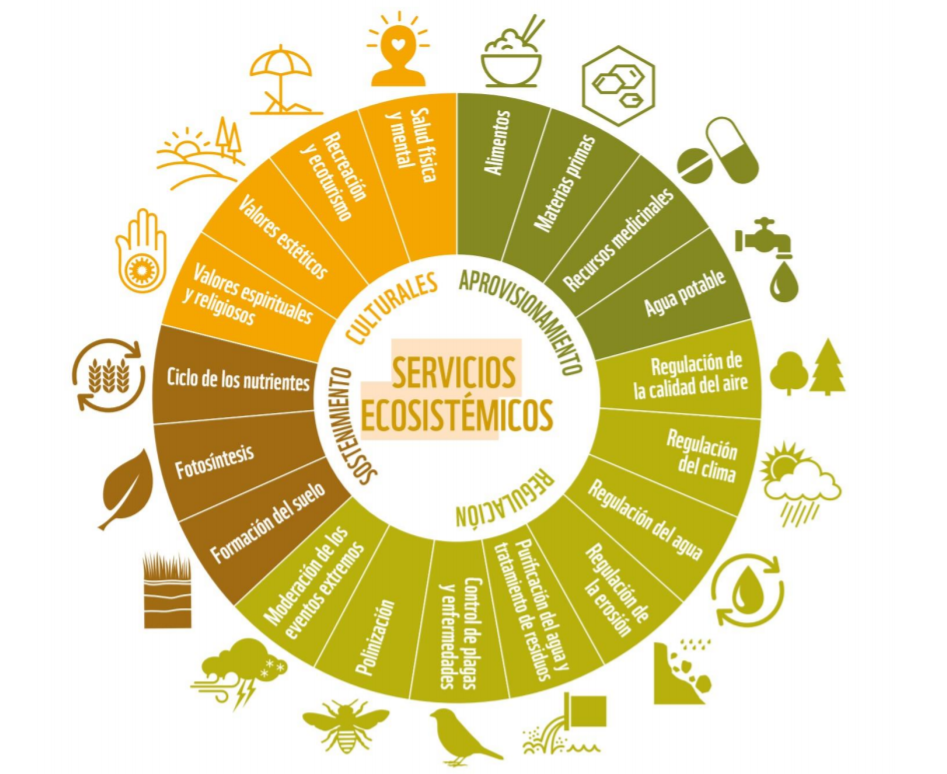 SERVICIOS
ECOSISTÉMICOS
APROVISIONAMIENTO
Alimentos
Materias primas
Recursos medicinales
Agua potable
REGULACIÓN
Regulación de
la calidad del aire
Regulación
del clima
Regulación del agua
Regulación de
la erosión
Purificación del agua y
tratamiento de residuos
Control de plagas
y enfermedades
Polinización
Moderación de los
eventos extremos
SOSTENIMIENTO
Formación del suelo
Fotosíntesis
Ciclo de los nutrientes
CULTURALES
Valores espirituales
y religiosos
Valores estéticos
Recreación
y ecoturismo
Salud física
y mental